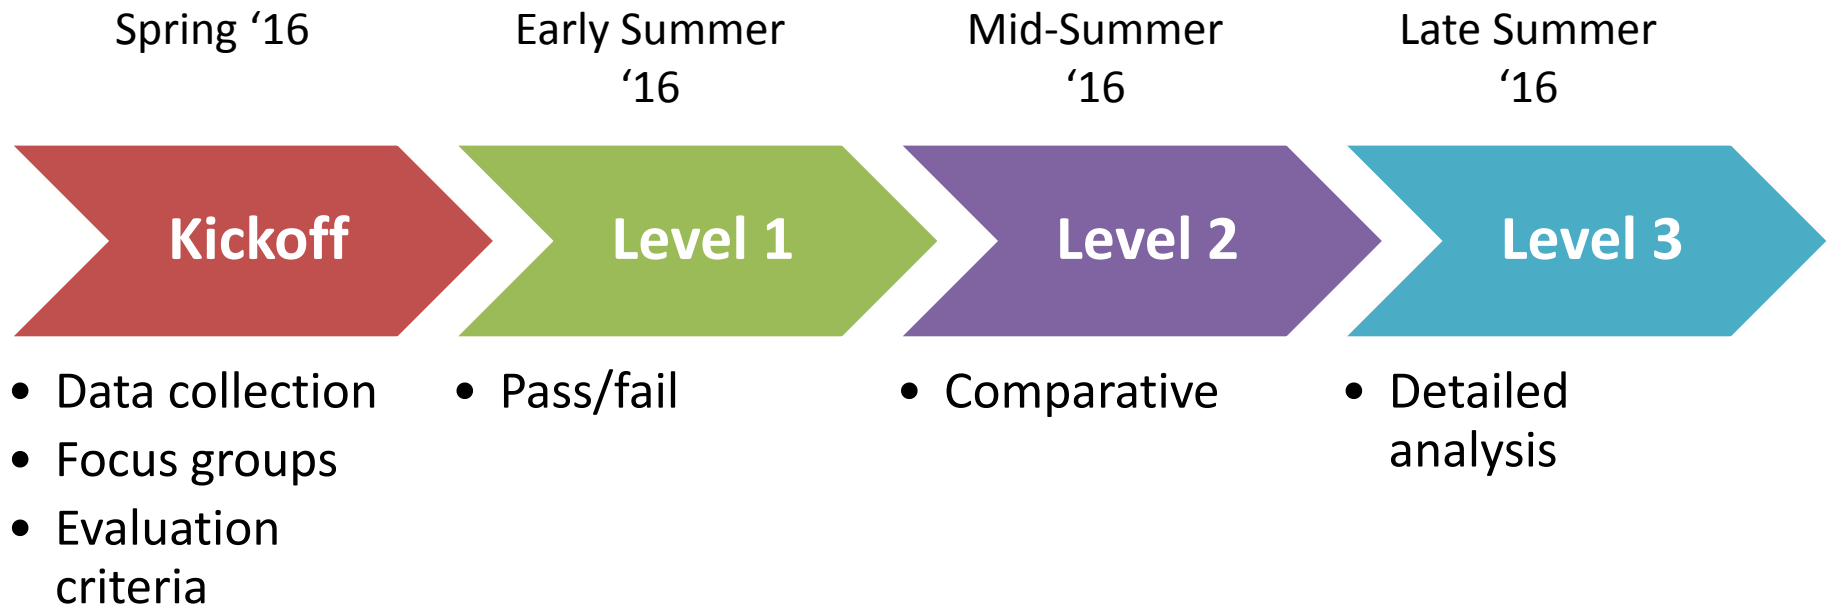 Spring ‘16
Early Summer
‘16
Mid-Summer
‘16
Late Summer
‘16
Kickoff
Level 1
Level 2
Level 3
• Data collection
• Focus groups
• Evaluation
criteria
• Pass/fail
• Comparative
• Detailed
analysis